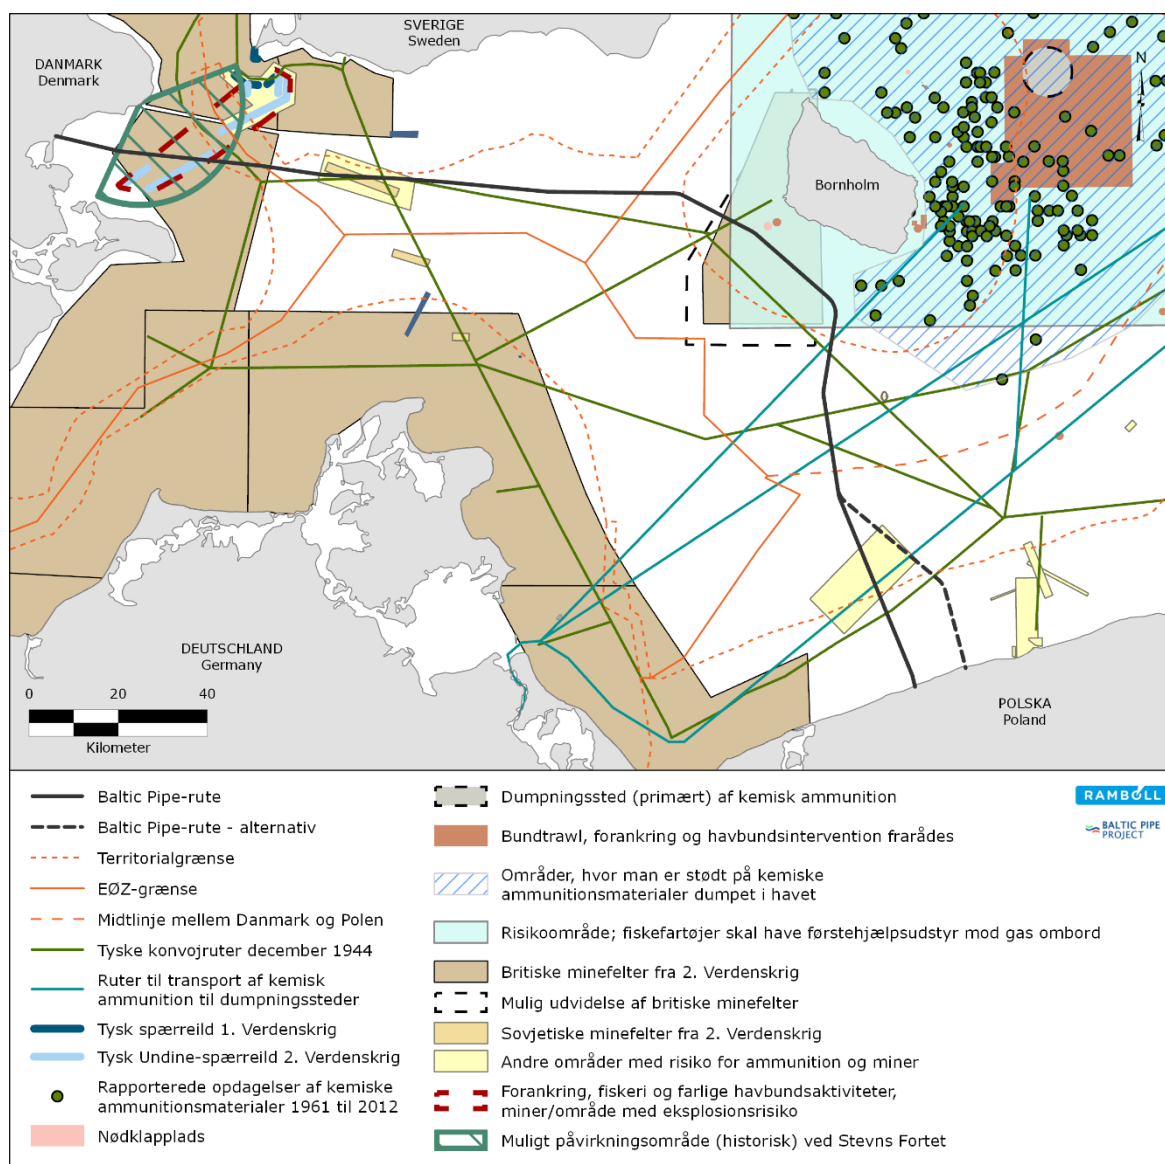 SVERIGE
Sweden
DANMARK
Denmark
N
Bornholm
DEUTSCHLAND
Germany
POLSKA
Poland
0 20 40
Kilometer
Baltic Pipe-rute
Baltic Pipe-rute - alternativ
Territorialgrænse
EØZ-grænse
Midtlinje mellem Danmark og Polen
Tyske konvojruter december 1944
Ruter til transport af kemisk
ammunition til dumpningssteder
Tysk spærreild 1. Verdenskrig
Tysk Undine-spærreild 2. Verdenskrig
Rapporterede opdagelser af kemiske
ammunitionsmaterialer 1961 til 2012
Nødklapplads
Dumpningssted (primært) af kemisk ammunition
Bundtrawl, forankring og havbundsintervention frarådes
Områder, hvor man er stødt på kemiske
ammunitionsmaterialer dumpet i havet
Risikoområde; fiskefartøjer skal have førstehjælpsudstyr mod gas ombord
Britiske minefelter fra 2. Verdenskrig
Mulig udvidelse af britiske minefelter
Sovjetiske minefelter fra 2. Verdenskrig
Andre områder med risiko for ammunition og miner
Forankring, fiskeri og farlige havbundsaktiviteter,
miner/område med eksplosionsrisiko
Muligt påvirkningsområde (historisk) ved Stevns Fortet
RAMBOLL
BALTIC PIPE
PROJECT